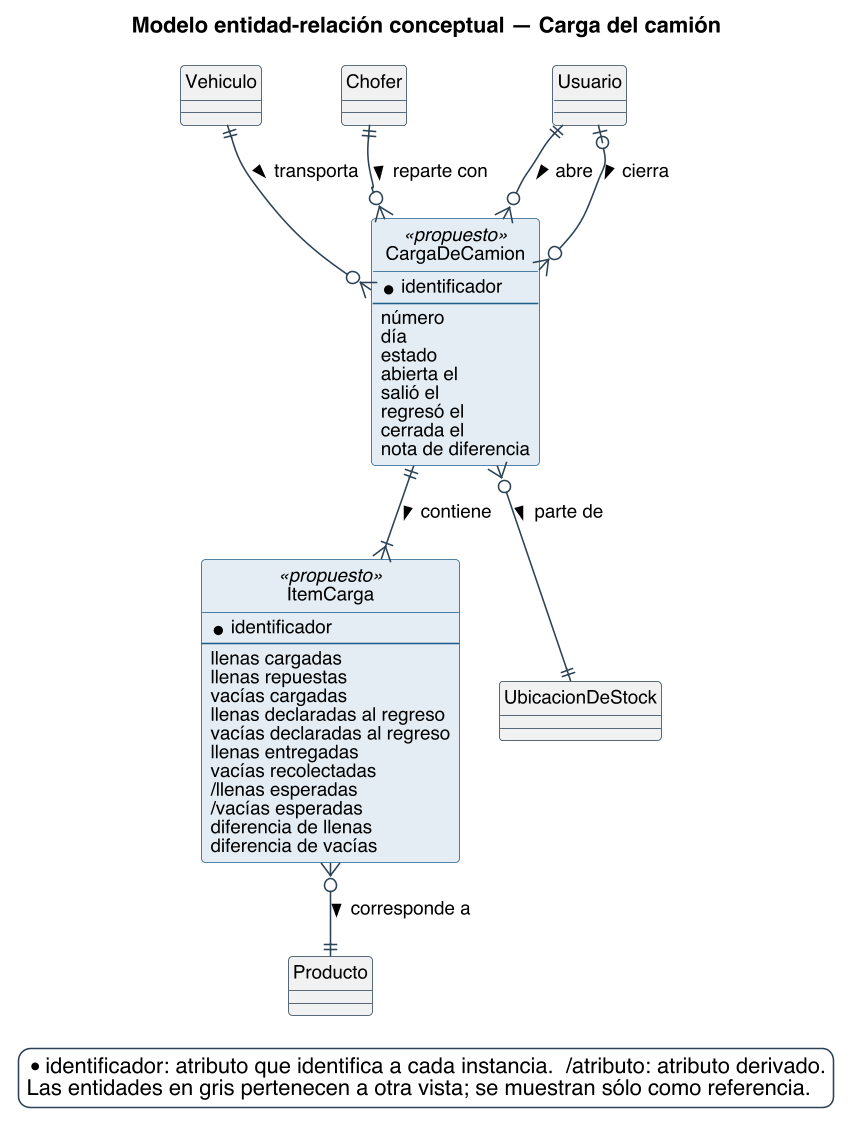 Modelo entidad-relación conceptual — Carga del camión
Vehiculo
Chofer
Usuario
transporta
reparte con
abre
cierra
«propuesto»
CargaDeCamion
identificador
número
día
estado
abierta el
salió el
regresó el
cerrada el
nota de diferencia
contiene
parte de
«propuesto»
ItemCarga
identificador
llenas cargadas
llenas repuestas
vacías cargadas
llenas declaradas al regreso
vacías declaradas al regreso
llenas entregadas
vacías recolectadas
/llenas esperadas
/vacías esperadas
diferencia de llenas
diferencia de vacías
UbicacionDeStock
corresponde a
Producto
• identificador: atributo que identifica a cada instancia.  /atributo: atributo derivado.
Las entidades en gris pertenecen a otra vista; se muestran sólo como referencia.